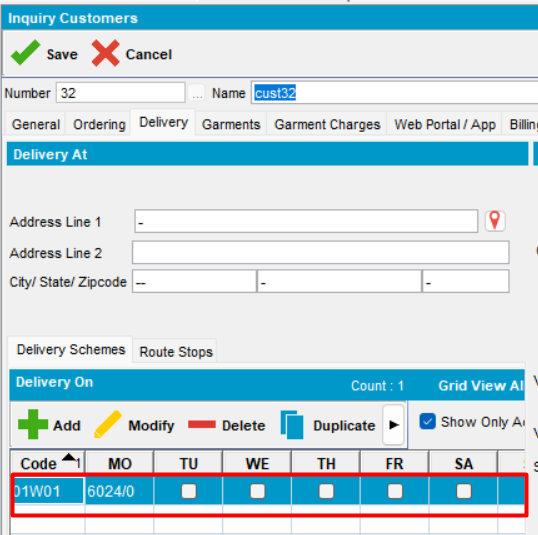 Inquiry Customers
Save Cancel
Number 32 ... Name cust32
General Ordering Delivery Garments Garment Charges Web Portal / App Billin
Delivery At
Address Line 1 -
Address Line 2
City/ State/ Zipcode -- - -
Delivery Schemes Route Stops
Delivery On Count : 1 Grid View Al
Add Modify Delete Duplicate Show Only A
Code 1 MO TU WE TH FR SA
01W01 6024/0